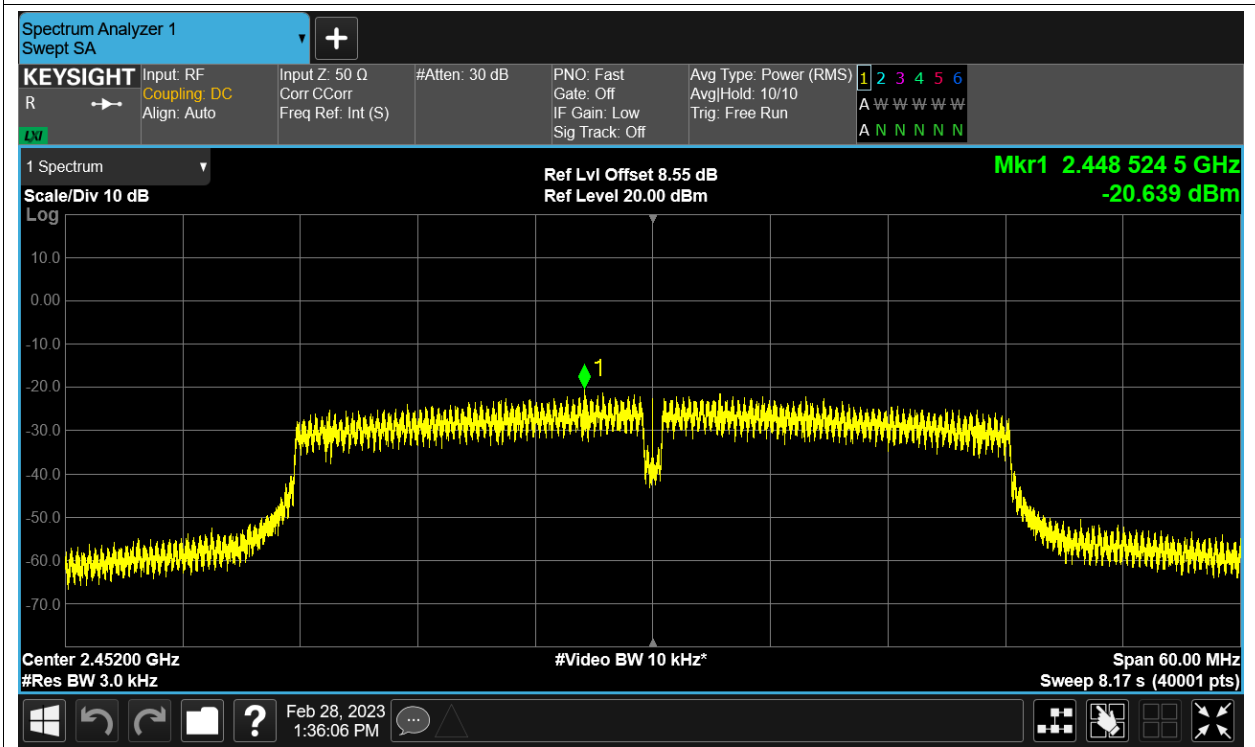 Spectrum Analyzer 1
Swept SA
KEYSIGHT
R
LXI
Input: RF
Coupling: DC
Align: Auto
Input Z: 50 Ω
Corr CCorr
Freq Ref: Int (S)
#Atten: 30 dB
PNO: Fast
Gate: Off
IF Gain: Low
Sig Track: Off
Avg Type: Power (RMS)
Avg|Hold: 10/10
Trig: Free Run
1 2 3 4 5 6
A W W W W W
A N N N N N
1 Spectrum
Scale/Div 10 dB
Log
Ref Lvl Offset 8.55 dB
Ref Level 20.00 dBm
Mkr1 2.448 524 5 GHz
-20.639 dBm
10.0
0.00
-10.0
1
-20.0
-30.0
-40.0
-50.0
-60.0
-70.0
Center 2.45200 GHz
#Res BW 3.0 kHz
#Video BW 10 kHz*
Span 60.00 MHz
Sweep 8.17 s (40001 pts)
?
Feb 28, 2023
1:36:06 PM